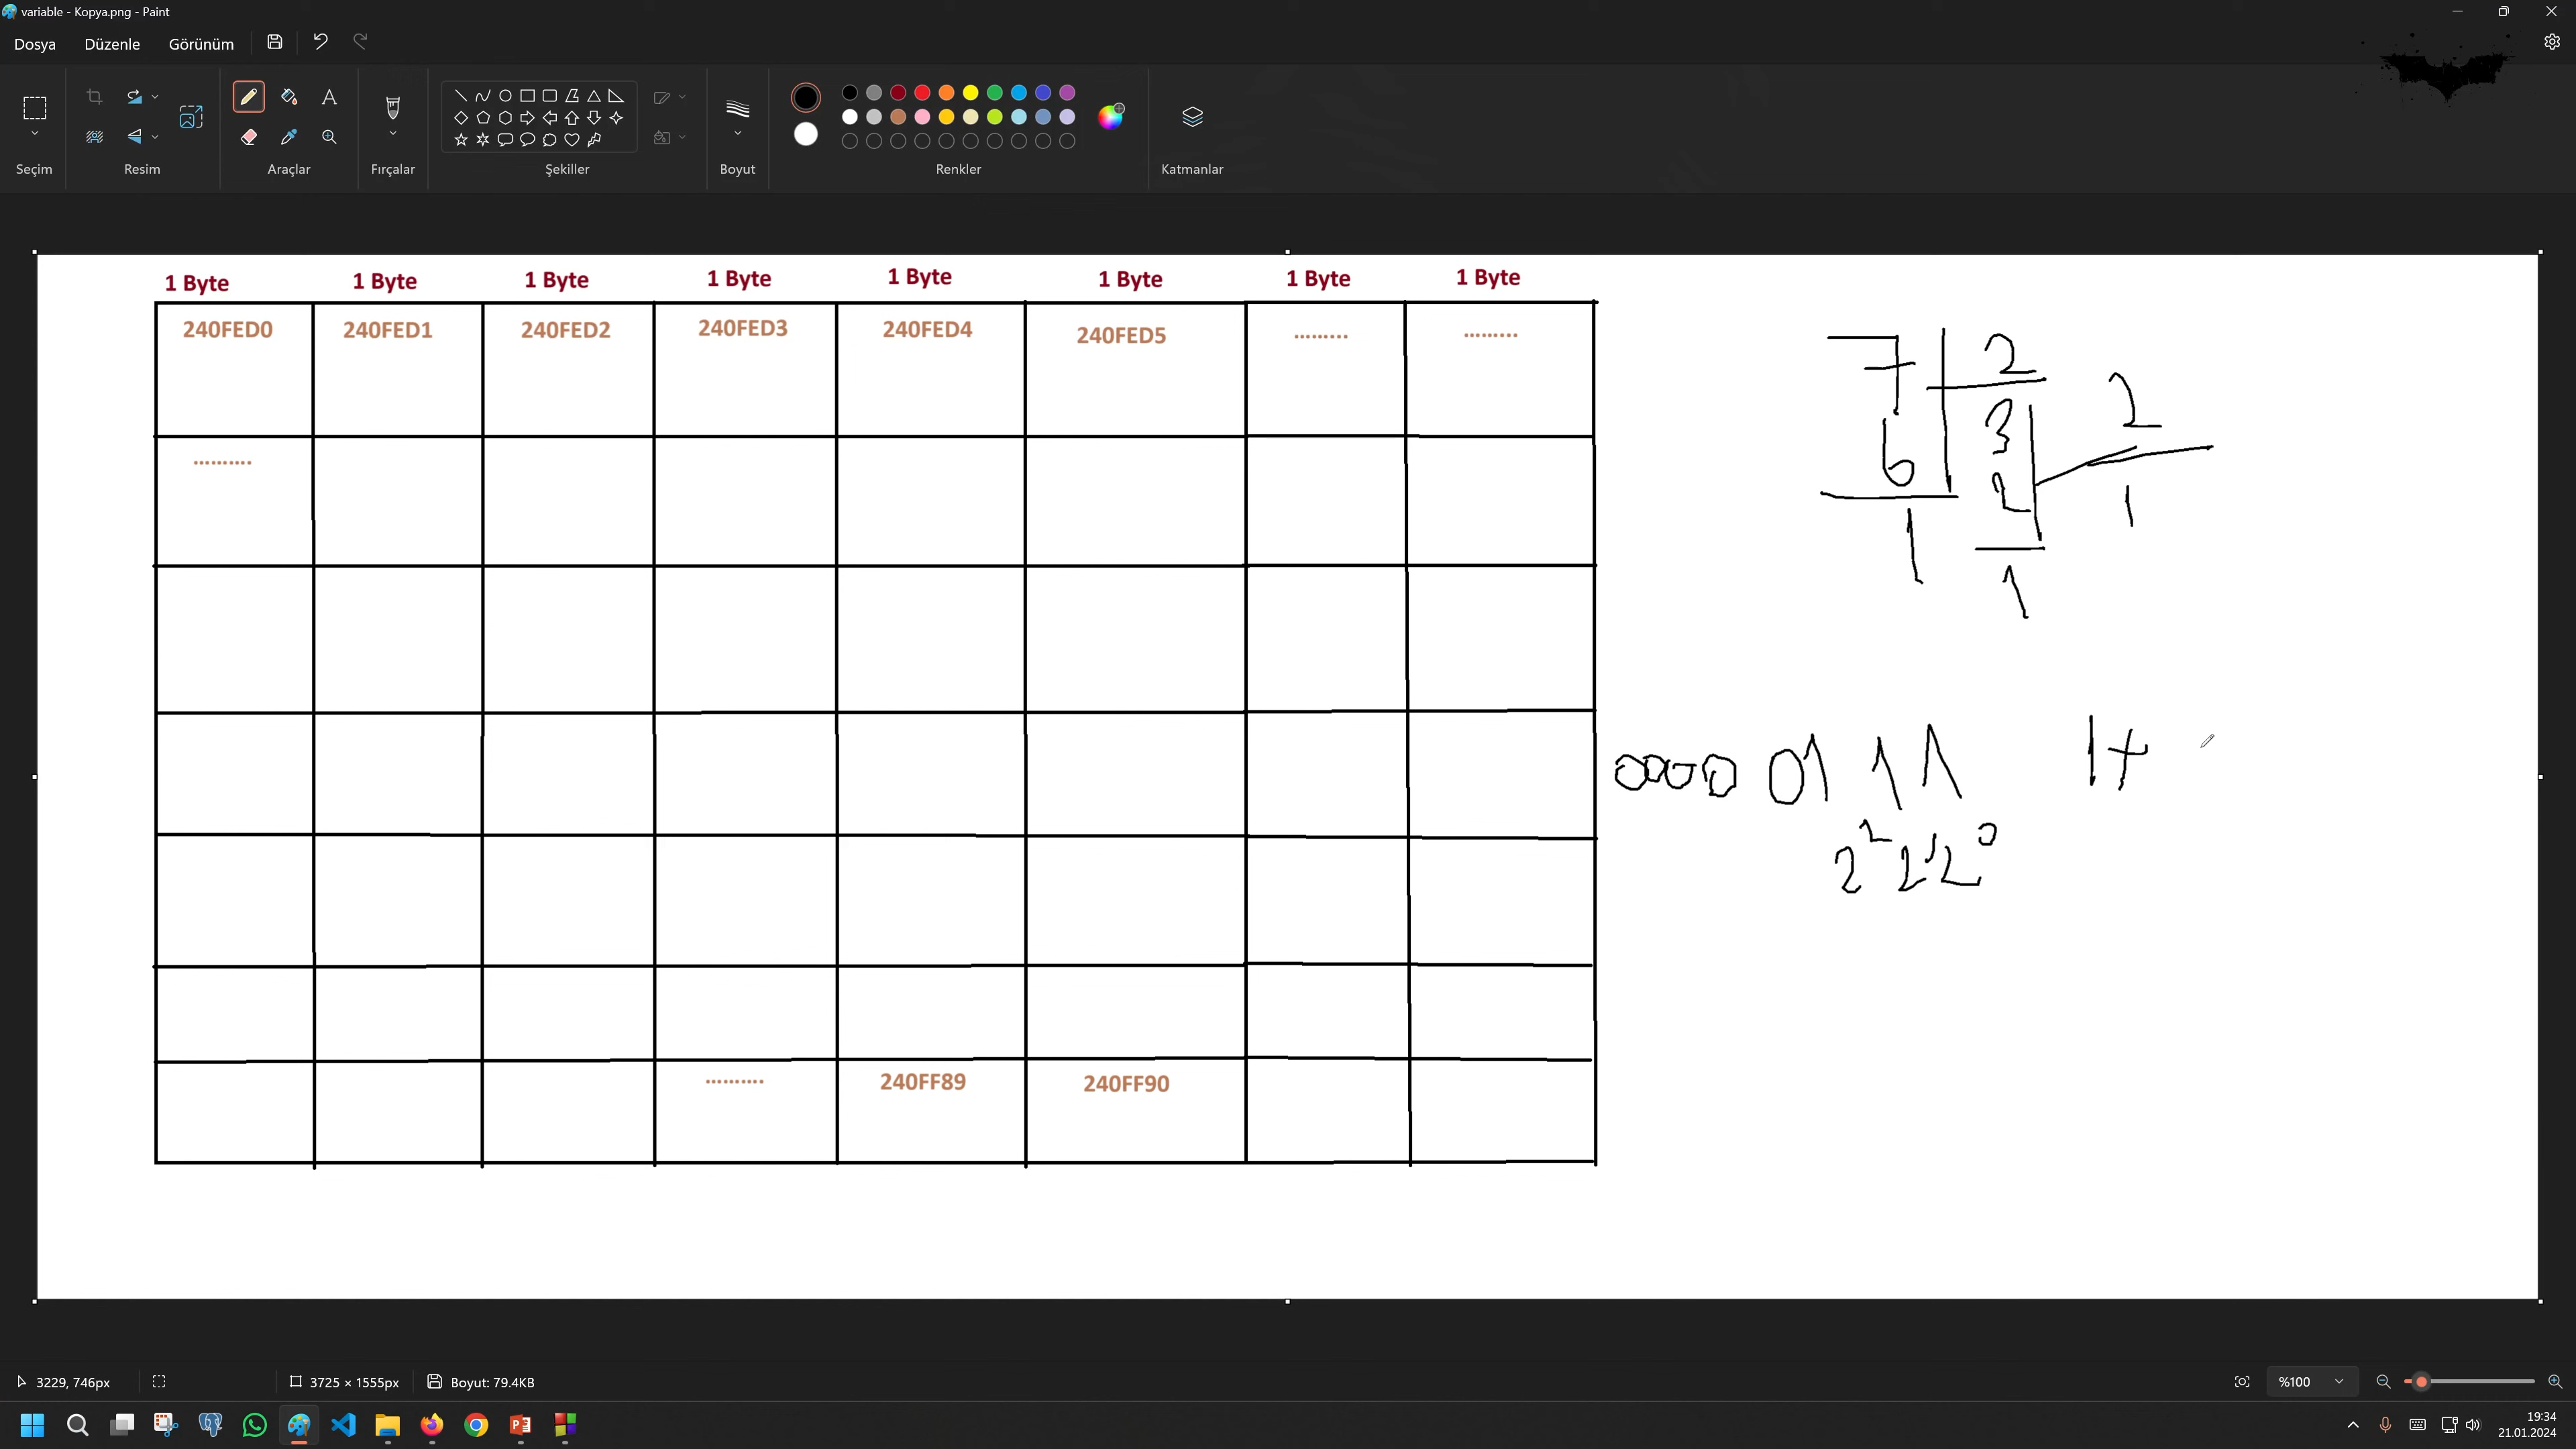 variable - Kopya.png - Paint
Dosya Düzenle Görünüm
Seçim Resim Araçlar Fırçalar Şekiller Boyut Renkler Katmanlar
1 Byte 1 Byte 1 Byte 1 Byte 1 Byte 1 Byte 1 Byte 1 Byte
240FED0 240FED1 240FED2 240FED3 240FED4 240FED5 ......... .........
..........
.......... 240FF89 240FF90
7 2
6 3 2
2 1
1
1
0000 01 1 1 1+
2² 2¹ 2⁰
3229, 746px 3725 × 1555px Boyut: 79.4KB %100
19:34
21.01.2024